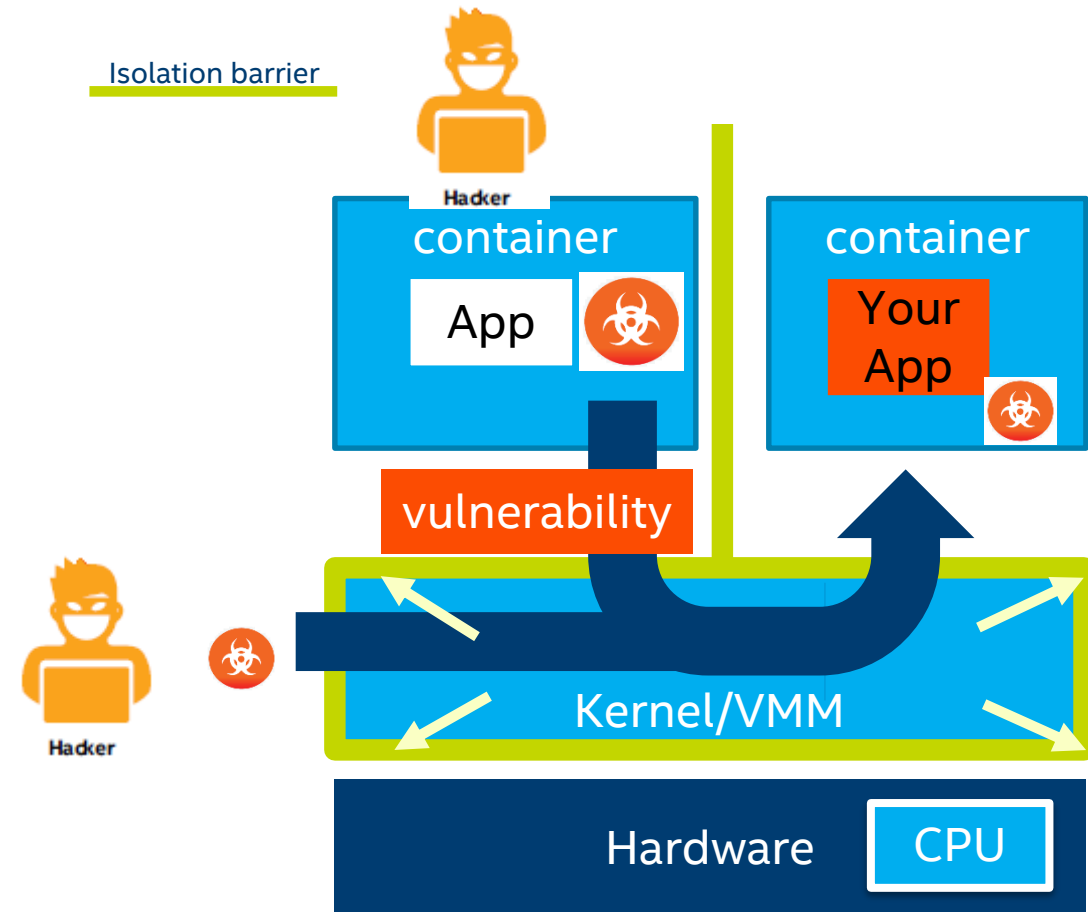 Isolation barrier
Hacker
container
App
container
Your
App
vulnerability
Hacker
Kernel/VMM
Hardware
CPU